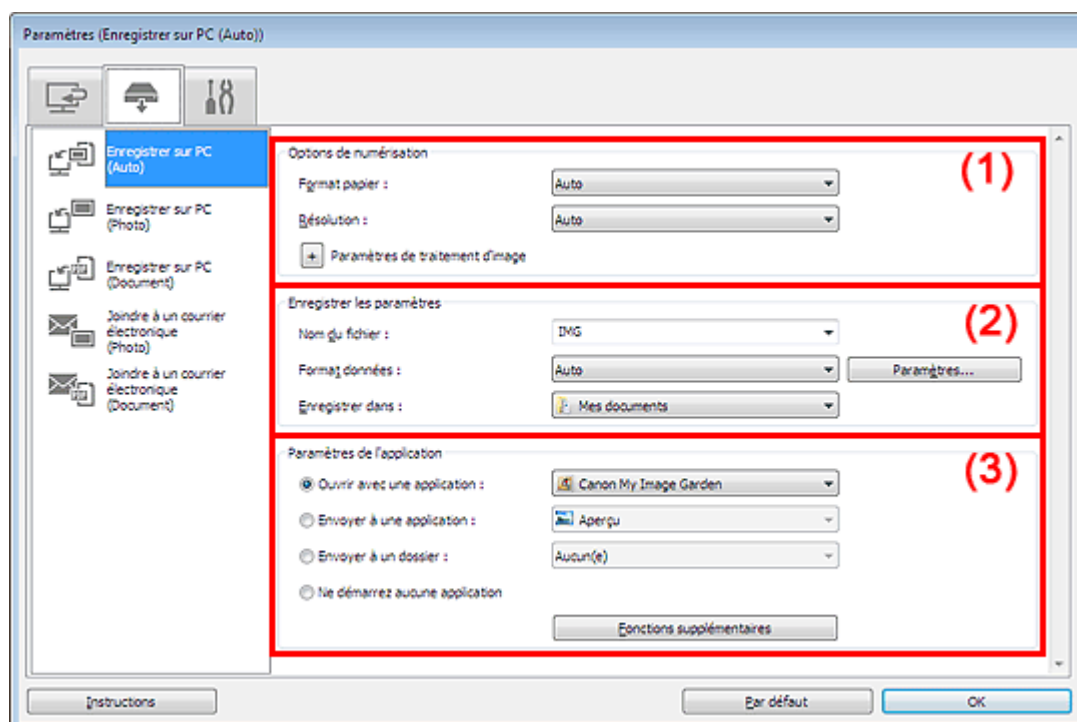 Paramètres (Enregistrer sur PC (Auto))
Enregistrer sur PC
(Auto)
Enregistrer sur PC
(Photo)
Enregistrer sur PC
(Document)
Joindre à un courrier
électronique
(Photo)
Joindre à un courrier
électronique
(Document)
Options de numérisation
(1)
Format papier :
Auto
Résolution :
Auto
+ Paramètres de traitement d'image
Enregistrer les paramètres
(2)
Nom du fichier :
IMG
Format données :
Auto
Paramètres...
Enregistrer dans :
Mes documents
Paramètres de l'application
(3)
Ouvrir avec une application :
Canon My Image Garden
Envoyer à une application :
Aperçu
Envoyer à un dossier :
Aucun(e)
Ne démarrez aucune application
Fonctions supplémentaires
Instructions
Par défaut
OK